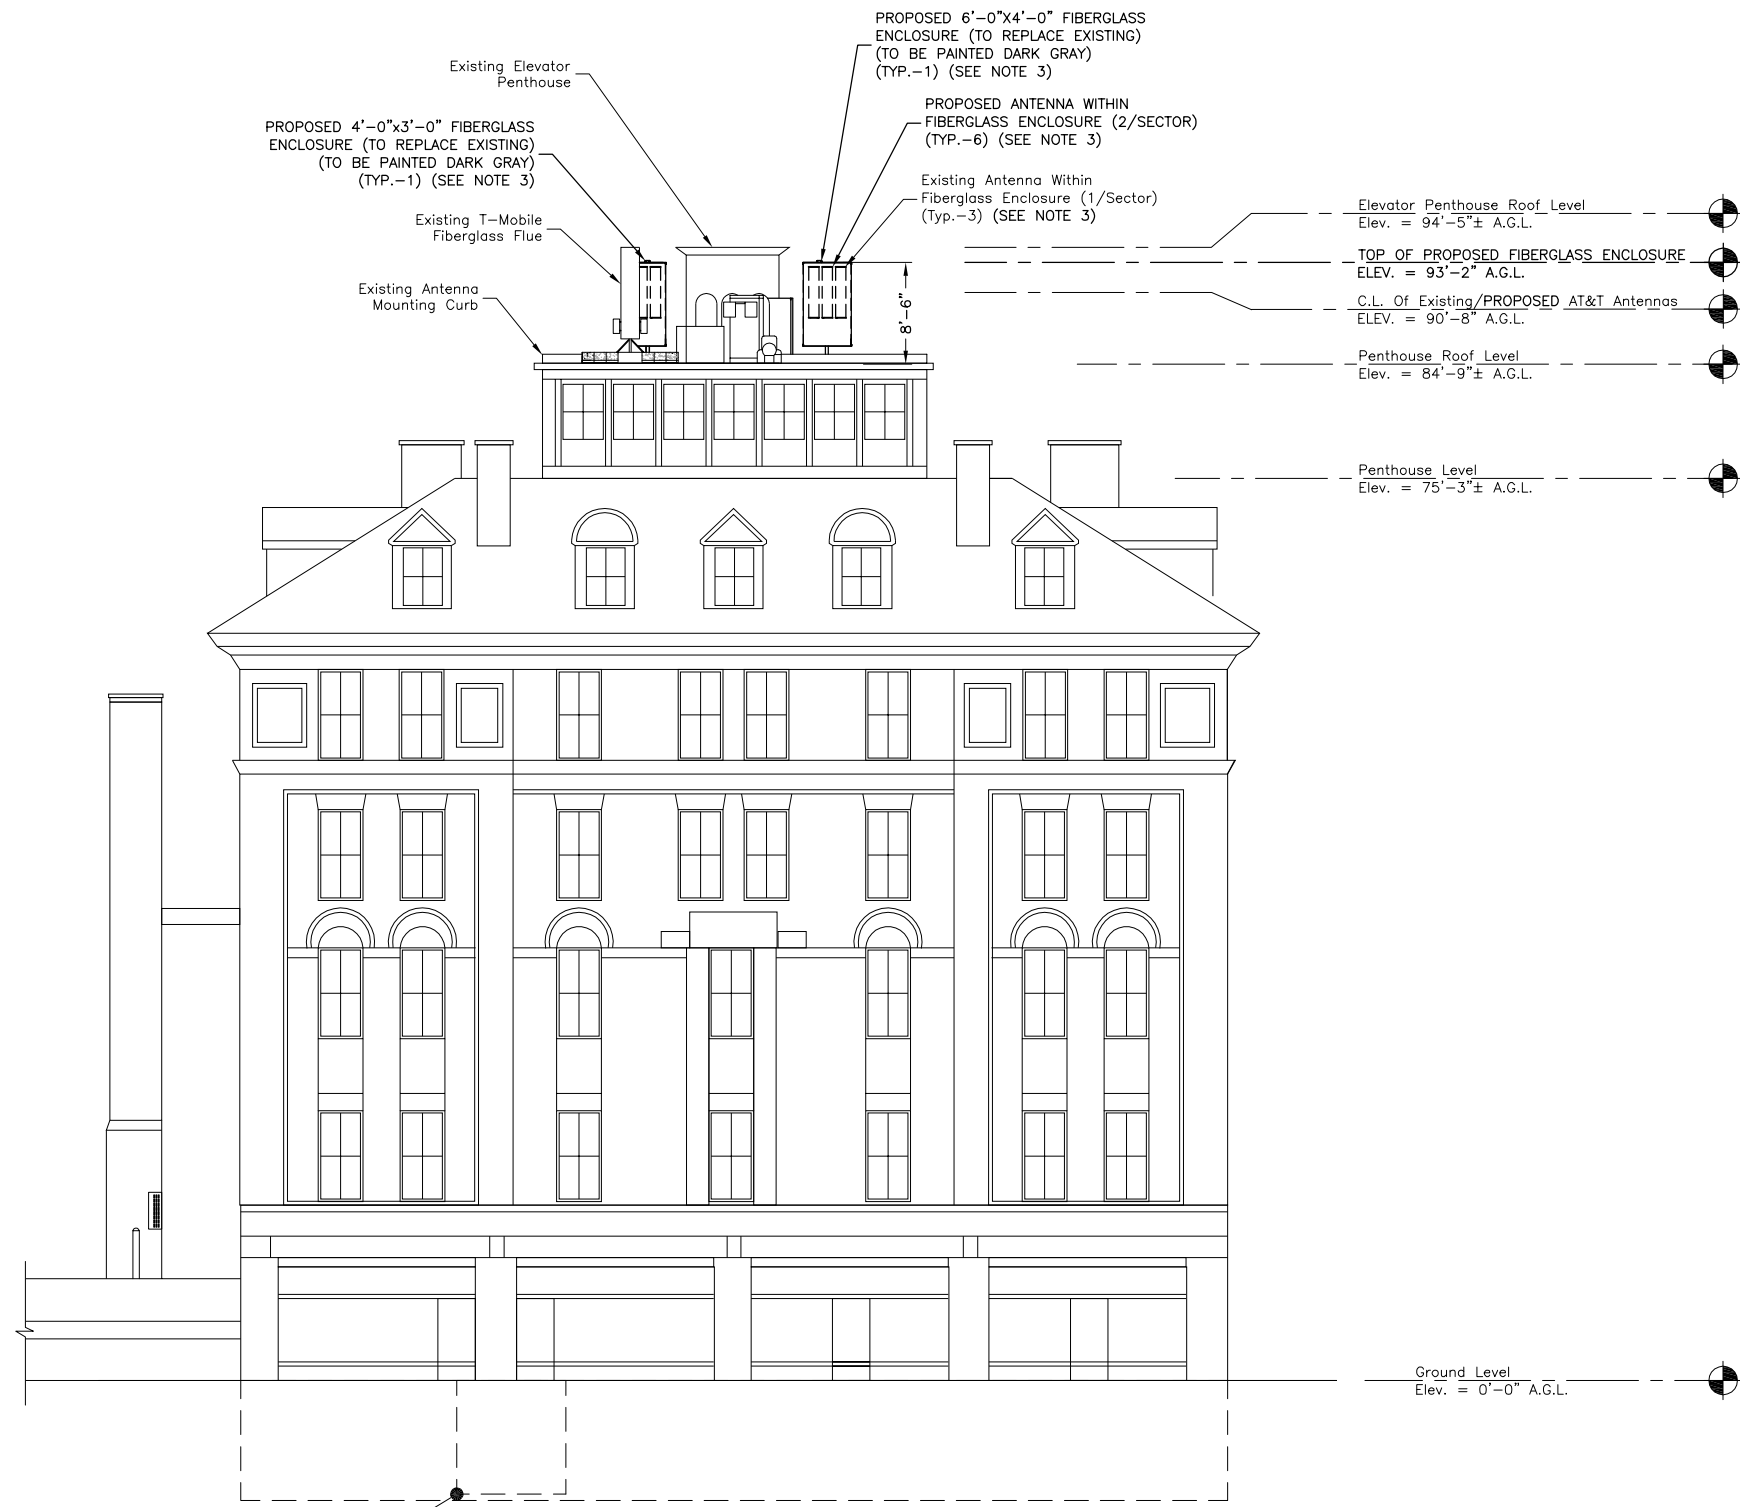 PROPOSED 6'-0"X4'-0" FIBERGLASS
ENCLOSURE (TO REPLACE EXISTING)
(TO BE PAINTED DARK GRAY)
(TYP.-1) (SEE NOTE 3)
Existing Elevator
Penthouse
PROPOSED ANTENNA WITHIN
FIBERGLASS ENCLOSURE (2/SECTOR)
(TYP.-6) (SEE NOTE 3)
PROPOSED 4'-0"x3'-0" FIBERGLASS
ENCLOSURE (TO REPLACE EXISTING)
(TO BE PAINTED DARK GRAY)
(TYP.-1) (SEE NOTE 3)
Existing Antenna Within
Fiberglass Enclosure (1/Sector)
(Typ.-3) (SEE NOTE 3)
Existing T-Mobile
Fiberglass Flue
Existing Antenna
Mounting Curb
8'-6"
Elevator Penthouse Roof Level
Elev. = 94'-5"± A.G.L.
TOP OF PROPOSED FIBERGLASS ENCLOSURE
ELEV. = 93'-2" A.G.L.
C.L. Of Existing/PROPOSED AT&T Antennas
ELEV. = 90'-8" A.G.L.
Penthouse Roof Level
Elev. = 84'-9"± A.G.L.
Penthouse Level
Elev. = 75'-3"± A.G.L.
Ground Level
Elev. = 0'-0" A.G.L.